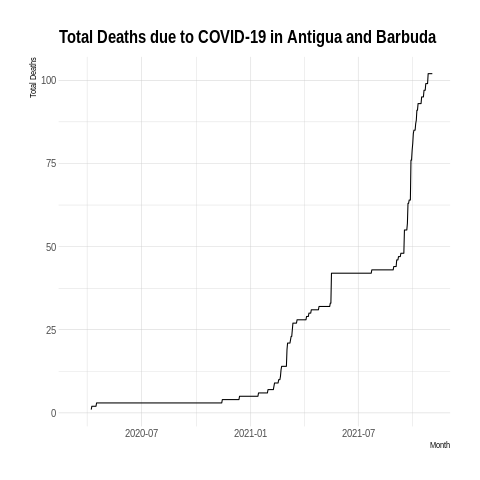 Total Deaths due to COVID-19 in Antigua and Barbuda
Total Deaths
100
75
50
25
0
2020-07
2021-01
2021-07
Month